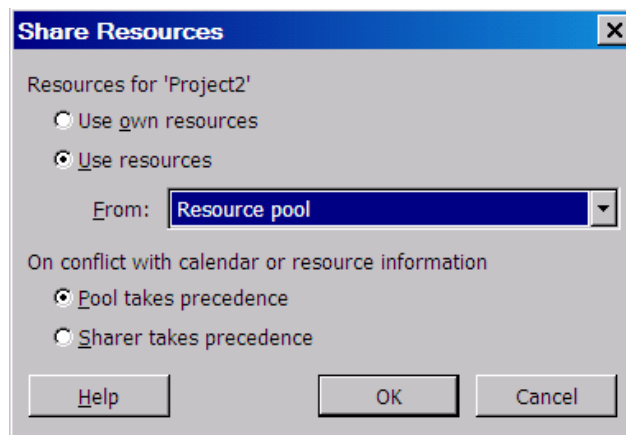 Share Resources
Resources for 'Project2'
Use own resources
Use resources
From: Resource pool
On conflict with calendar or resource information
Pool takes precedence
Sharer takes precedence
Help OK Cancel